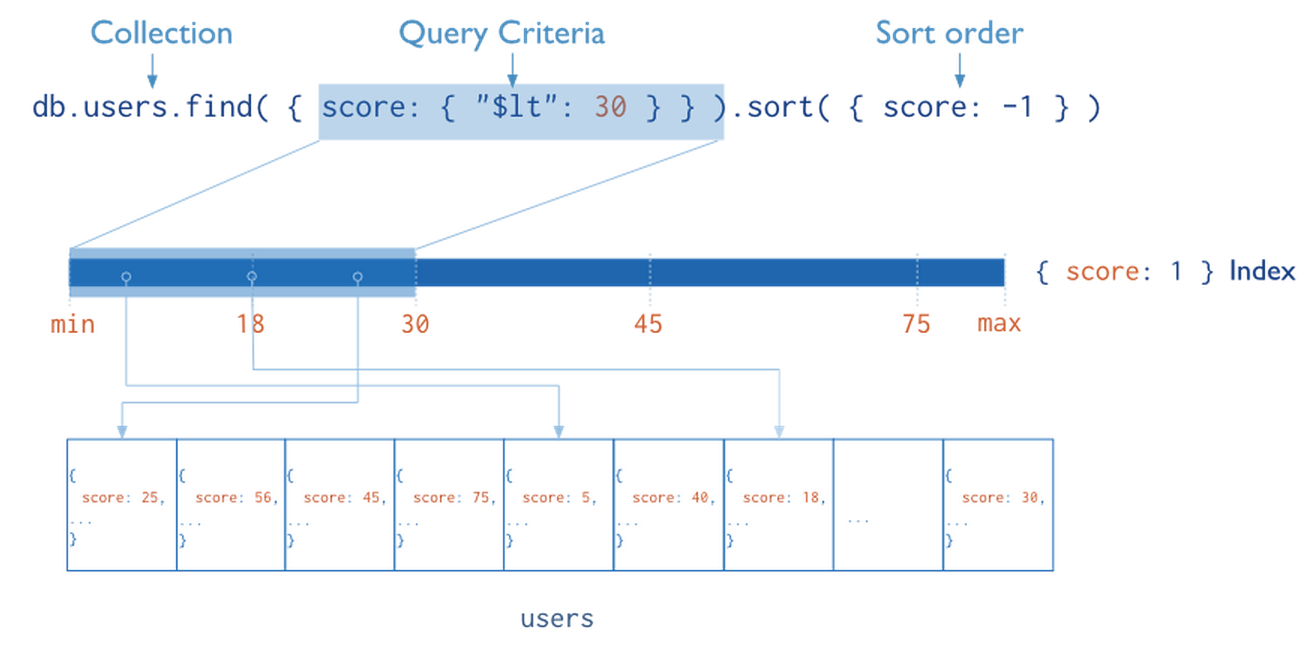 Collection Query Criteria Sort order
db.users.find( { score: { "$lt": 30 } } ).sort( { score: -1 } )
{ score: 1 } Index
min 18 30 45 75 max
{ { { { { { { {
score: 25, score: 56, score: 45, score: 75, score: 5, score: 40, score: 18, score: 30,
... ... ... ... ... ... ... ... ...
} } } } } } } }
users